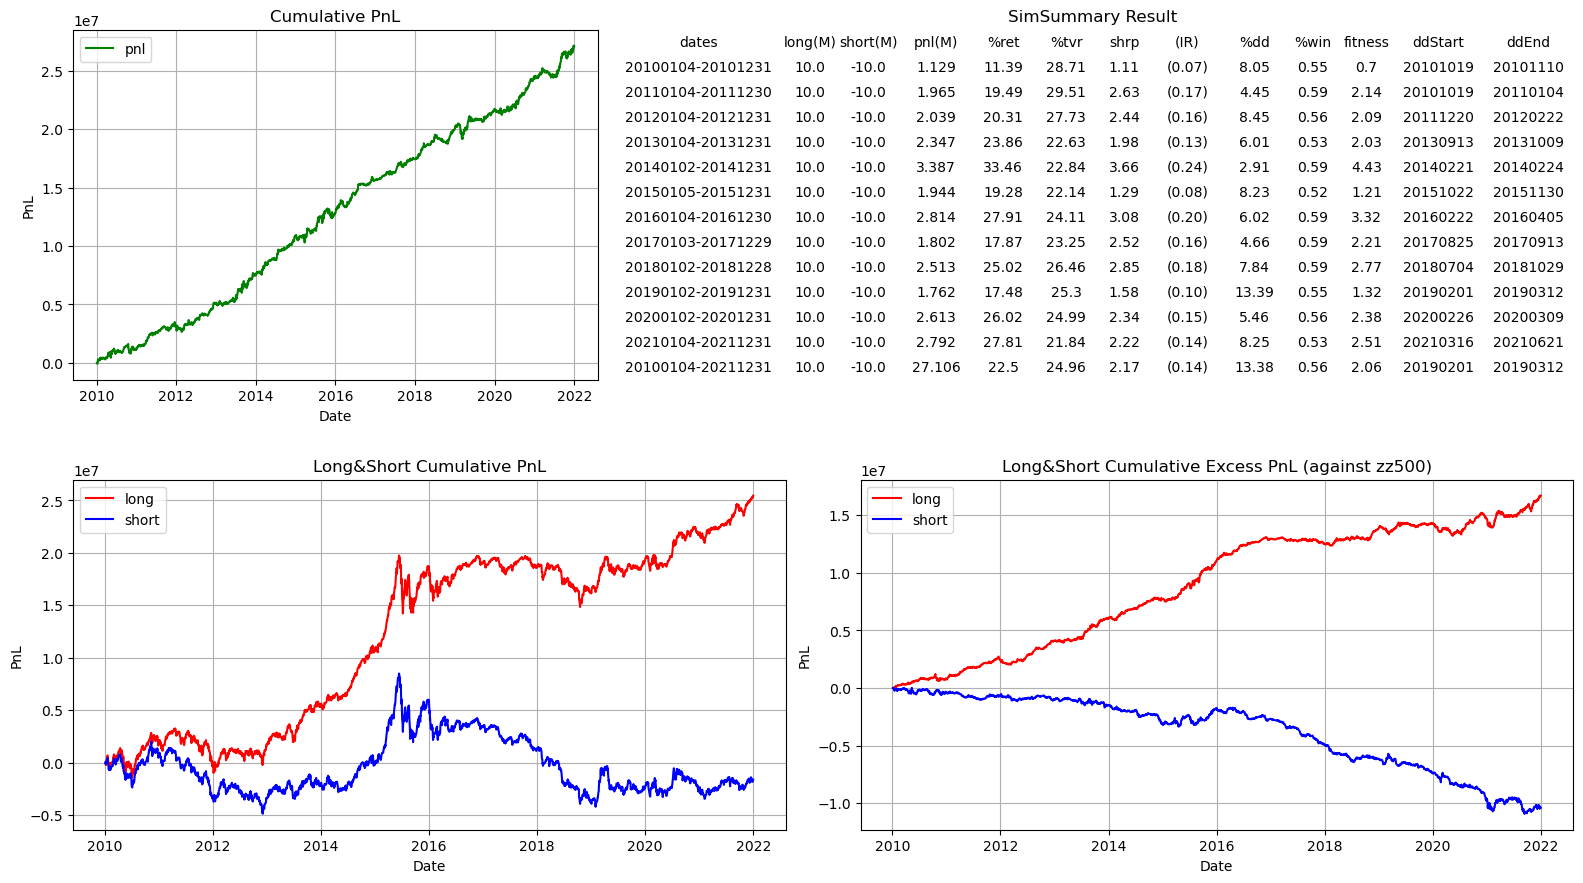 Cumulative PnL
1e7
pnl
PnL
2.5
2.0
1.5
1.0
0.5
0.0
2010 2012 2014 2016 2018 2020 2022
Date
SimSummary Result
dates long(M) short(M) pnl(M) %ret %tvr shrp (IR) %dd %win fitness ddStart ddEnd
20100104-20101231 10.0 -10.0 1.129 11.39 28.71 1.11 (0.07) 8.05 0.55 0.7 20101019 20101110
20110104-20111230 10.0 -10.0 1.965 19.49 29.51 2.63 (0.17) 4.45 0.59 2.14 20101019 20110104
20120104-20121231 10.0 -10.0 2.039 20.31 27.73 2.44 (0.16) 8.45 0.56 2.09 20111220 20120222
20130104-20131231 10.0 -10.0 2.347 23.86 22.63 1.98 (0.13) 6.01 0.53 2.03 20130913 20131009
20140102-20141231 10.0 -10.0 3.387 33.46 22.84 3.66 (0.24) 2.91 0.59 4.43 20140221 20140224
20150105-20151231 10.0 -10.0 1.944 19.28 22.14 1.29 (0.08) 8.23 0.52 1.21 20151022 20151130
20160104-20161230 10.0 -10.0 2.814 27.91 24.11 3.08 (0.20) 6.02 0.59 3.32 20160222 20160405
20170103-20171229 10.0 -10.0 1.802 17.87 23.25 2.52 (0.16) 4.66 0.59 2.21 20170825 20170913
20180102-20181228 10.0 -10.0 2.513 25.02 26.46 2.85 (0.18) 7.84 0.59 2.77 20180704 20181029
20190102-20191231 10.0 -10.0 1.762 17.48 25.3 1.58 (0.10) 13.39 0.55 1.32 20190201 20190312
20200102-20201231 10.0 -10.0 2.613 26.02 24.99 2.34 (0.15) 5.46 0.56 2.38 20200226 20200309
20210104-20211231 10.0 -10.0 2.792 27.81 21.84 2.22 (0.14) 8.25 0.53 2.51 20210316 20210621
20100104-20211231 10.0 -10.0 27.106 22.5 24.96 2.17 (0.14) 13.38 0.56 2.06 20190201 20190312
Long&Short Cumulative PnL
1e7
long
short
PnL
2.5
2.0
1.5
1.0
0.5
0.0
−0.5
2010 2012 2014 2016 2018 2020 2022
Date
Long&Short Cumulative Excess PnL (against zz500)
1e7
long
short
PnL
1.5
1.0
0.5
0.0
−0.5
−1.0
2010 2012 2014 2016 2018 2020 2022
Date